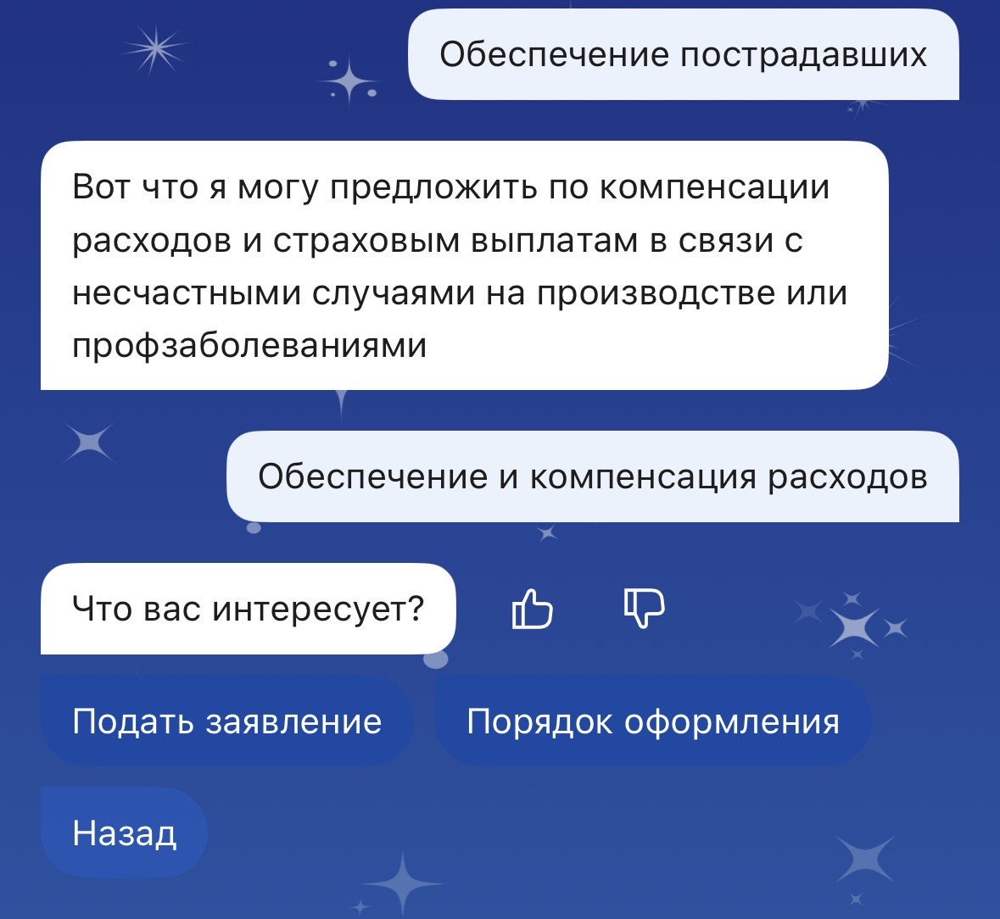 Обеспечение пострадавших
Вот что я могу предложить по компенсации
расходов и страховым выплатам в связи с
несчастными случаями на производстве или
профзаболеваниями
Обеспечение и компенсация расходов
Что вас интересует?
Подать заявление
Порядок оформления
Назад